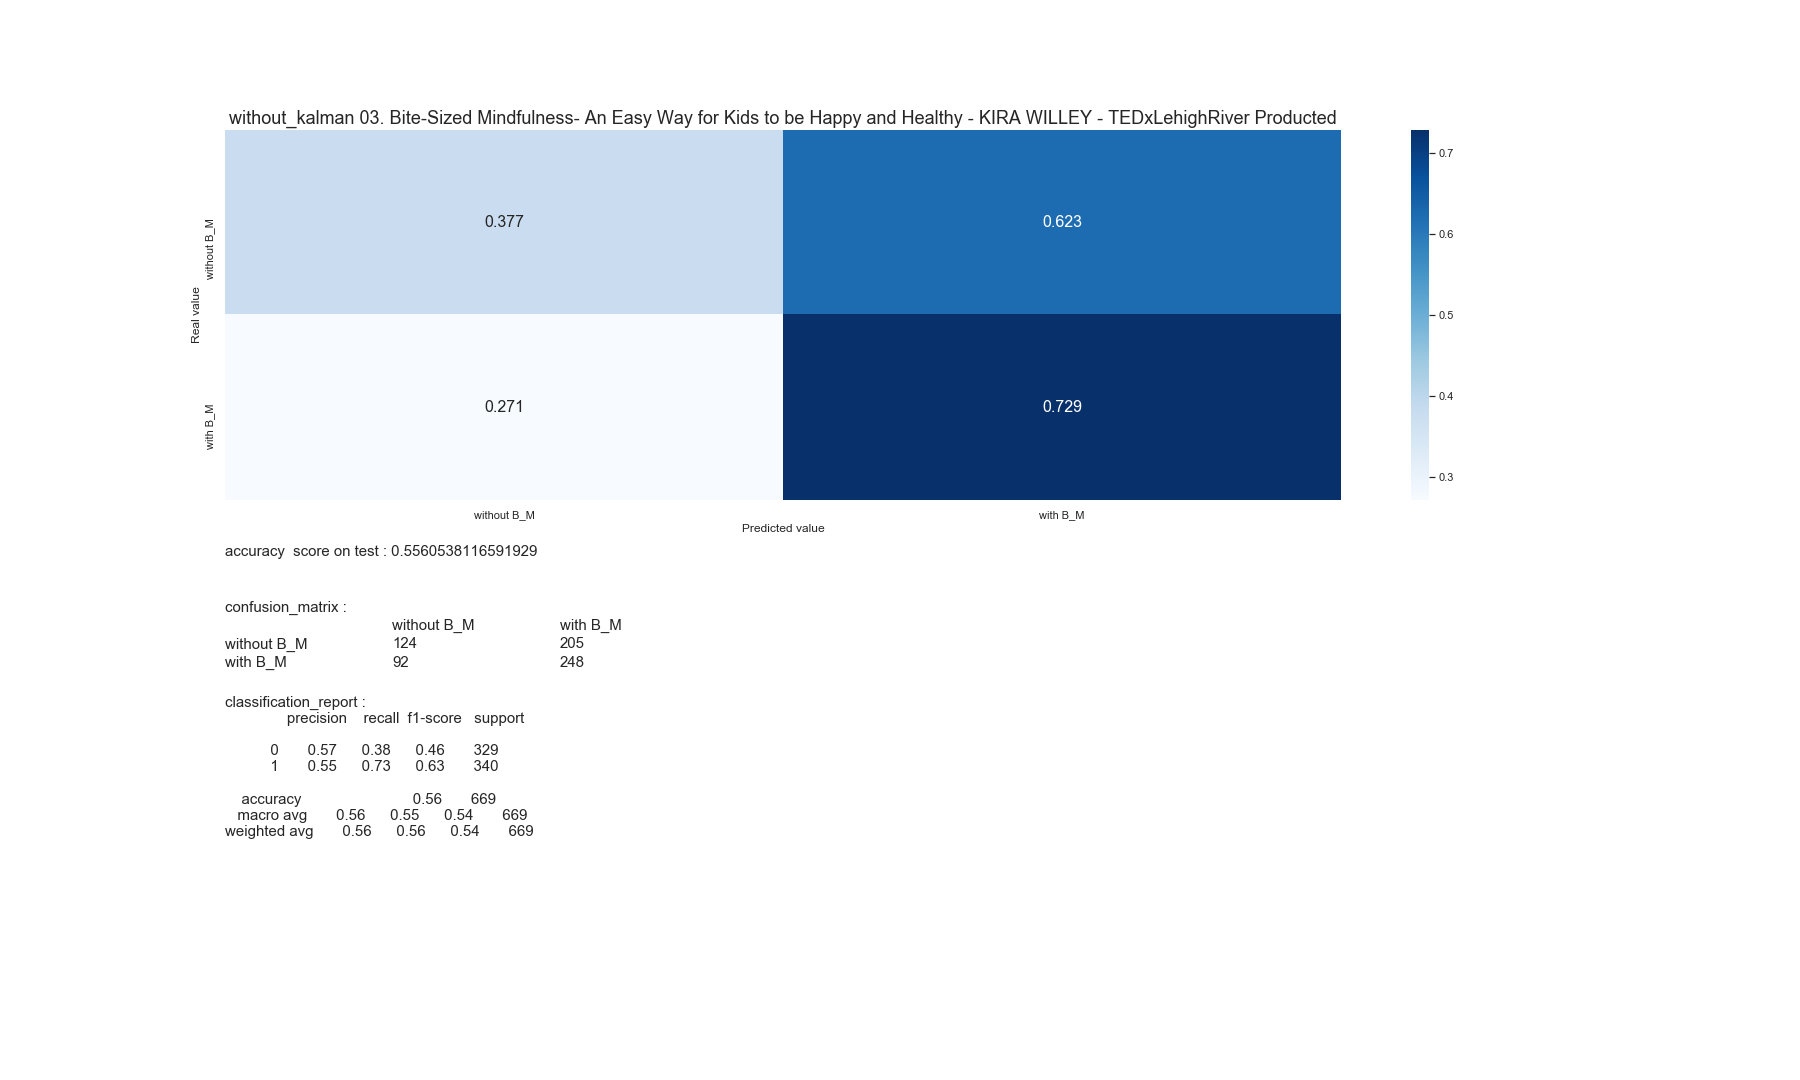 without_kalman 03. Bite-Sized Mindfulness- An Easy Way for Kids to be Happy and Healthy - KIRA WILLEY - TEDxLehighRiver Producted
0.377
0.623
0.271
0.729
Real value
without B_M
with B_M
without B_M
with B_M
Predicted value
0.7
0.6
0.5
0.4
0.3
accuracy  score on test : 0.5560538116591929
confusion_matrix :
without B_M with B_M
without B_M 124 205
with B_M 92 248
classification_report :
precision recall f1-score support
0 0.57 0.38 0.46 329
1 0.55 0.73 0.63 340
accuracy 0.56 669
macro avg 0.56 0.55 0.54 669
weighted avg 0.56 0.56 0.54 669